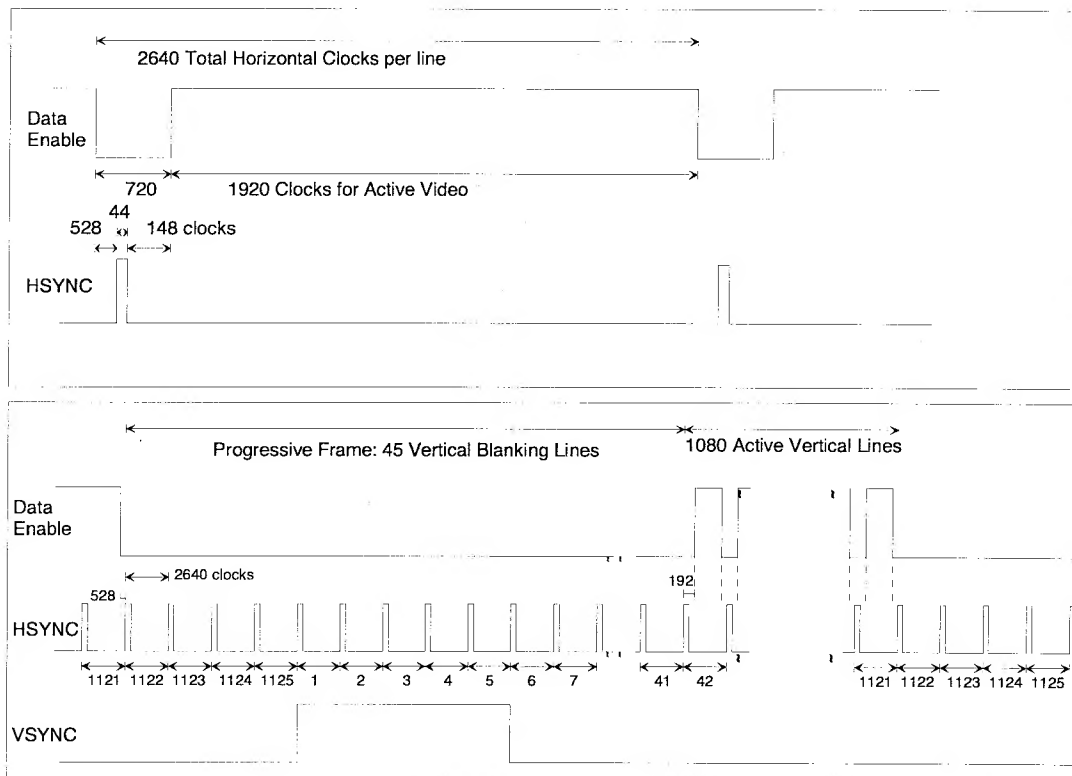 2640 Total Horizontal Clocks per line
Data
Enable
720
1920 Clocks for Active Video
44
528
148 clocks
HSYNC
Progressive Frame: 45 Vertical Blanking Lines
1080 Active Vertical Lines
Data
Enable
2640 clocks
192
528
HSYNC
1121 1122 1123 1124 1125 1 2 3 4 5 6 7 41 42 1121 1122 1123 1124 1125
VSYNC